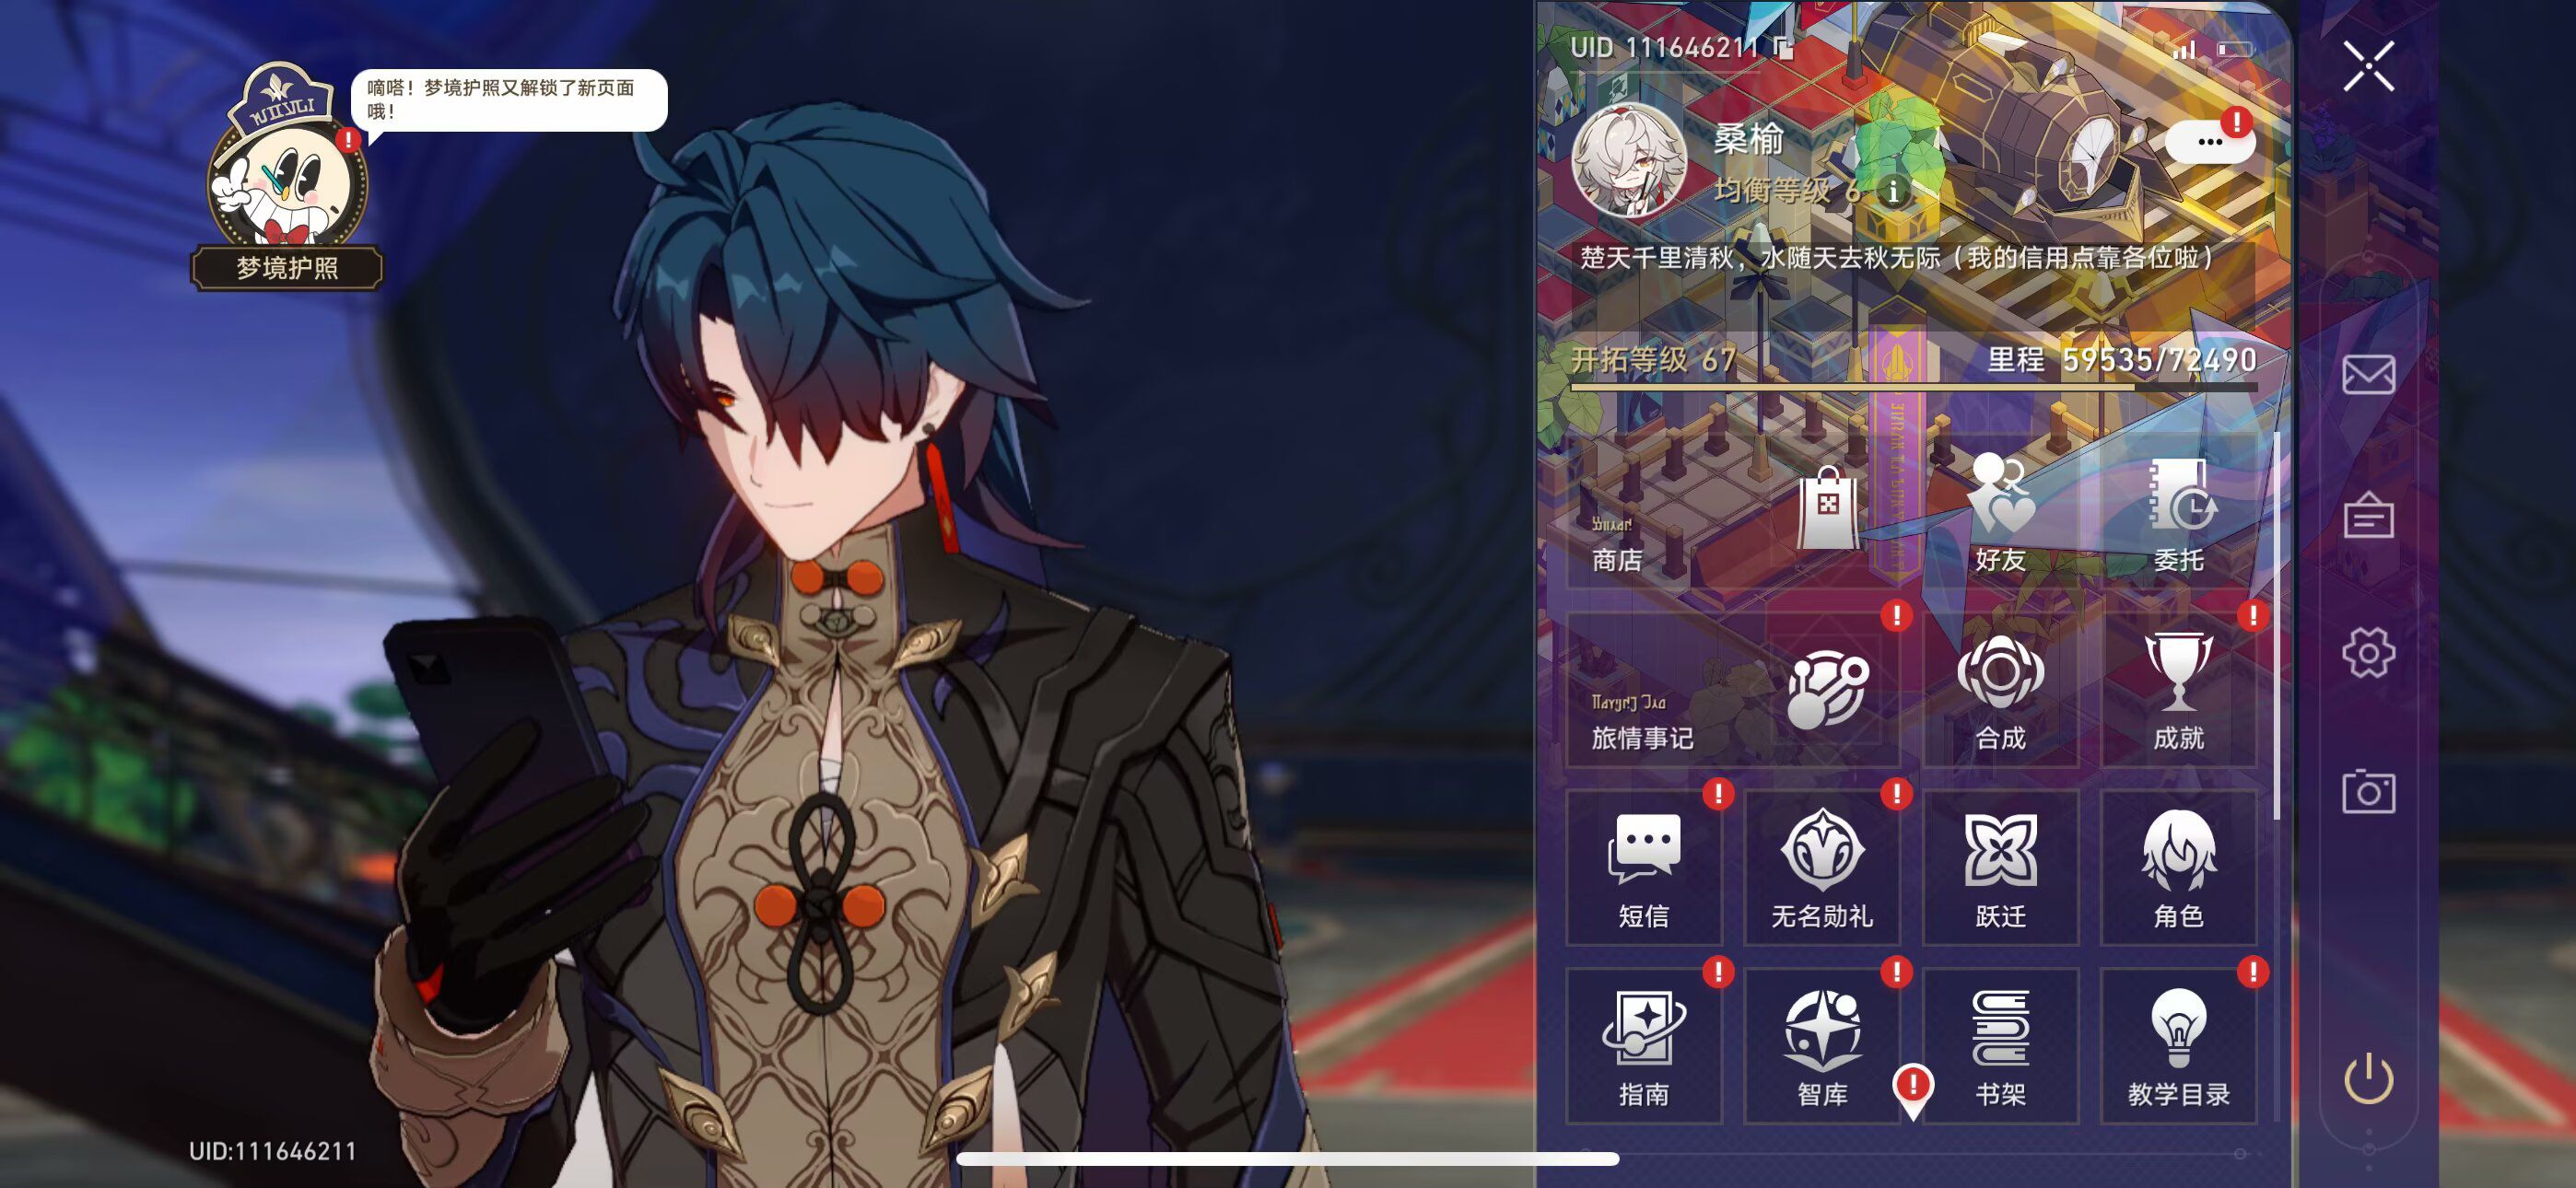 嘀嗒！梦境护照又解锁了新页面
哦！
梦境护照
UID 111646211
桑榆
均衡等级 6
楚天千里清秋，水随天去秋无际（我的信用点靠各位啦）
开拓等级 67
里程 59535/72490
商店
好友
委托
旅情事记
合成
成就
短信
无名勋礼
跃迁
角色
指南
智库
书架
教学目录
UID:111646211